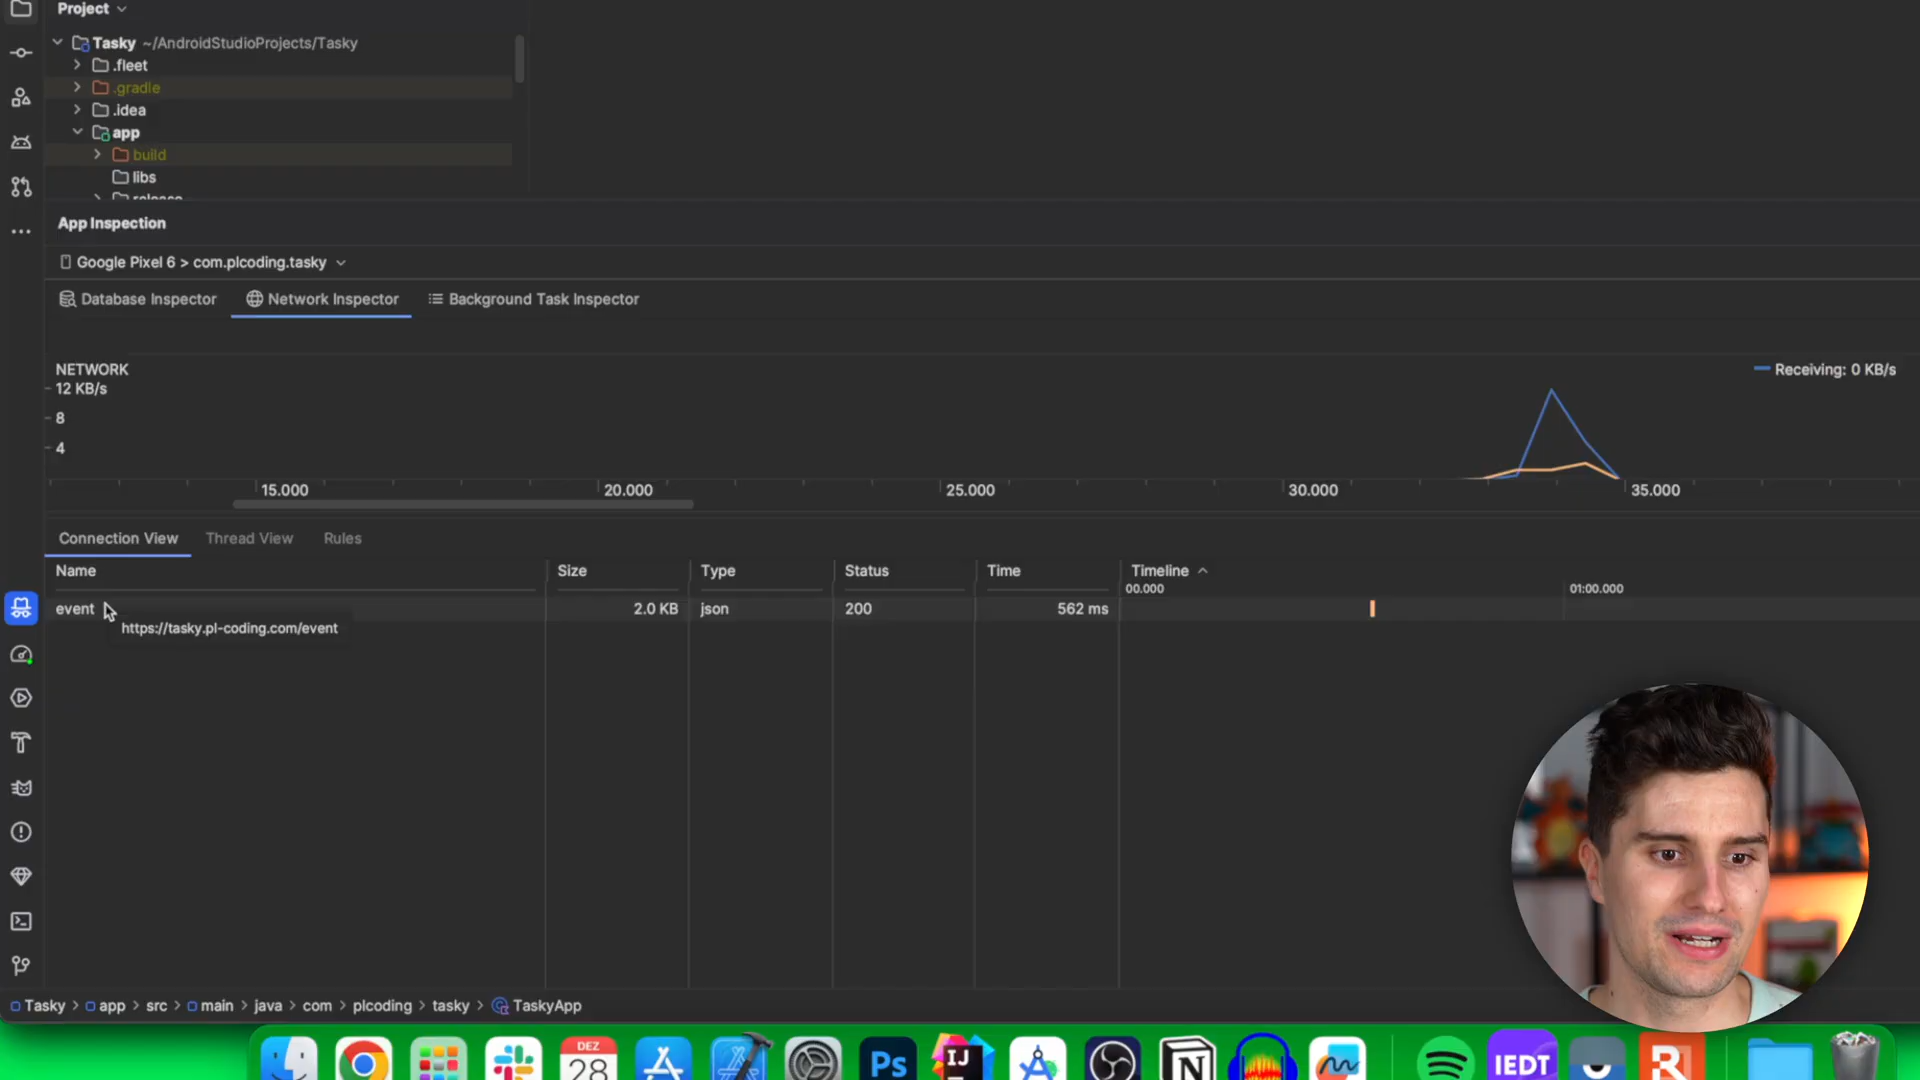 Project
Tasky ~/AndroidStudioProjects/Tasky
.fleet
.gradle
.idea
app
build
libs
release
App Inspection
Google Pixel 6 > com.plcoding.tasky
Database Inspector Network Inspector Background Task Inspector
NETWORK
12 KB/s
Receiving: 0 KB/s
8
4
15.000 20.000 25.000 30.000 35.000
Connection View Thread View Rules
Name Size Type Status Time Timeline
00.000 01:00.000
event 2.0 KB json 200 562 ms
https://tasky.pl-coding.com/event
Tasky > app > src > main > java > com > plcoding > tasky > TaskyApp
DEZ
28
Ps
IJ
N
IEDT
R